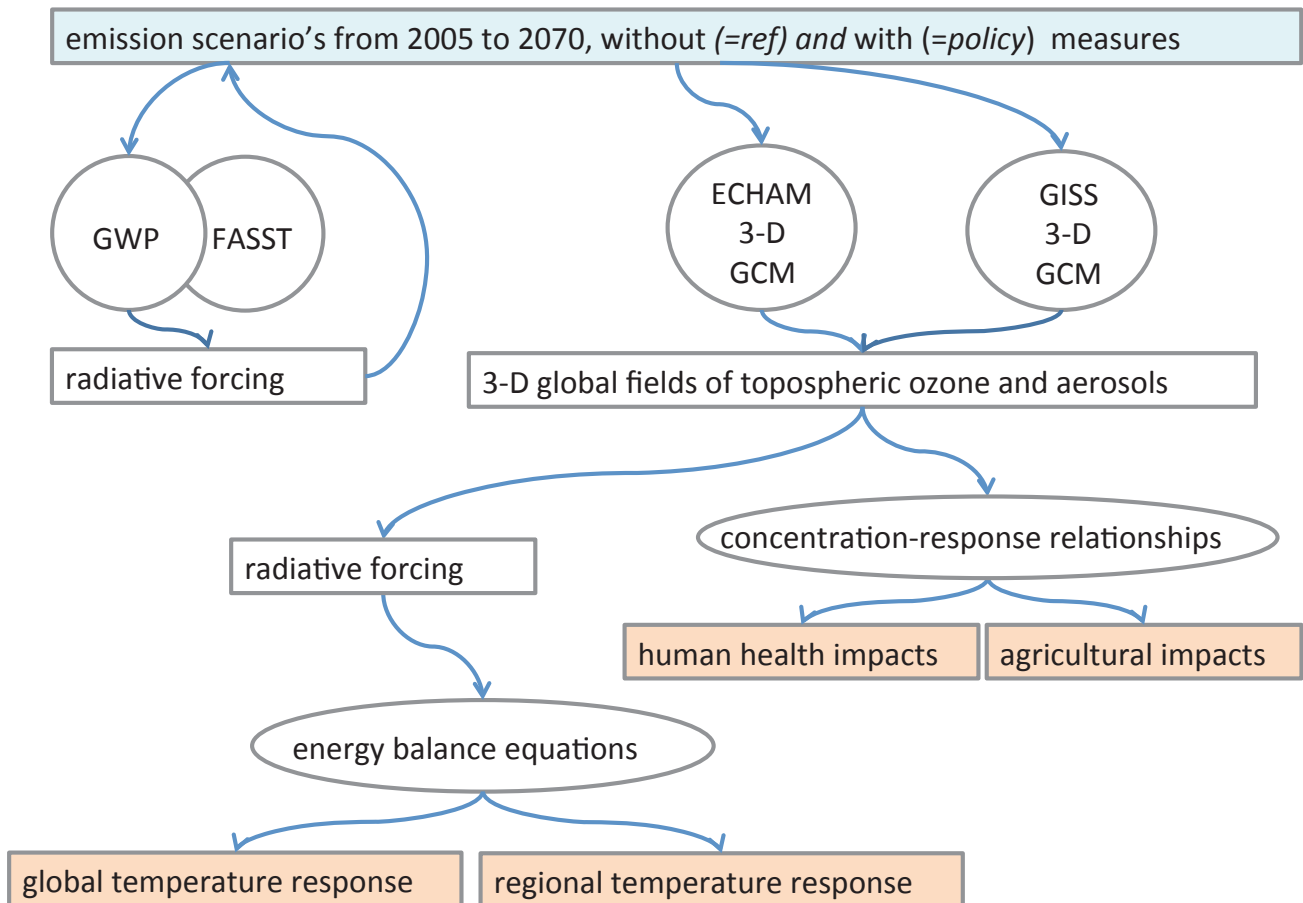 emission scenario's from 2005 to 2070, without (=ref) and with (=policy) measures
GWP
FASST
ECHAM
3-D
GCM
GISS
3-D
GCM
radiative forcing
3-D global fields of topospheric ozone and aerosols
concentration-response relationships
radiative forcing
human health impacts
agricultural impacts
energy balance equations
global temperature response
regional temperature response